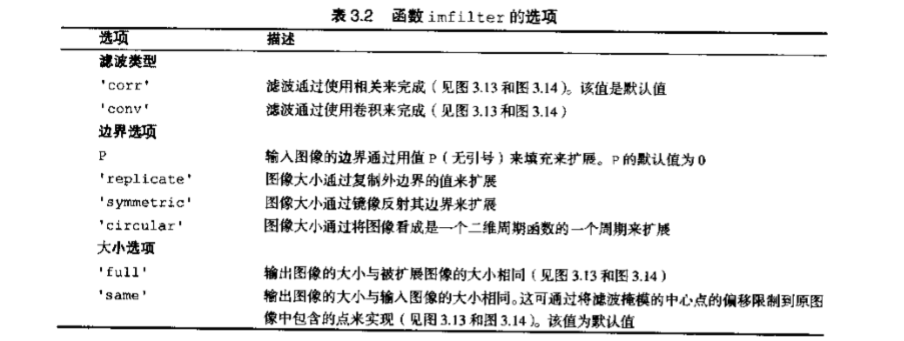 表 3.2 函数 imfilter 的选项
选项 描述
滤波类型
'corr' 滤波通过使用相关来完成（见图 3.13 和图 3.14）。该值是默认值
'conv' 滤波通过使用卷积来完成（见图 3.13 和图 3.14）
边界选项
P 输入图像的边界通过用值 P（无引号）来填充来扩展。P 的默认值为 0
'replicate' 图像大小通过复制外边界的值来扩展
'symmetric' 图像大小通过镜像反射其边界来扩展
'circular' 图像大小通过将图像看成是一个二维周期函数的一个周期来扩展
大小选项
'full' 输出图像的大小与被扩展图像的大小相同（见图 3.13 和图 3.14）
'same' 输出图像的大小与输入图像的大小相同。这可通过将滤波掩模的中心点的偏移限制到原图
像中包含的点来实现（见图 3.13 和图 3.14）。该值为默认值